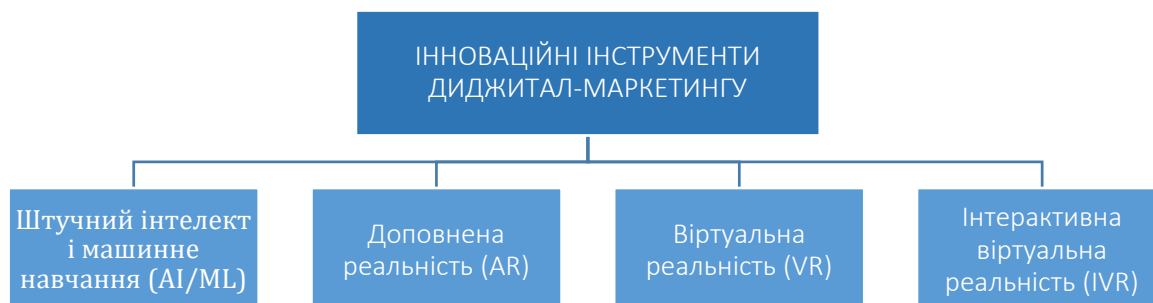 ІННОВАЦІЙНІ ІНСТРУМЕНТИ
ДИДЖИТАЛ-МАРКЕТИНГУ
Штучний інтелект
і машинне
навчання (AI/ML)
Доповнена
реальність (AR)
Віртуальна
реальність (VR)
Інтерактивна
віртуальна
реальність (IVR)